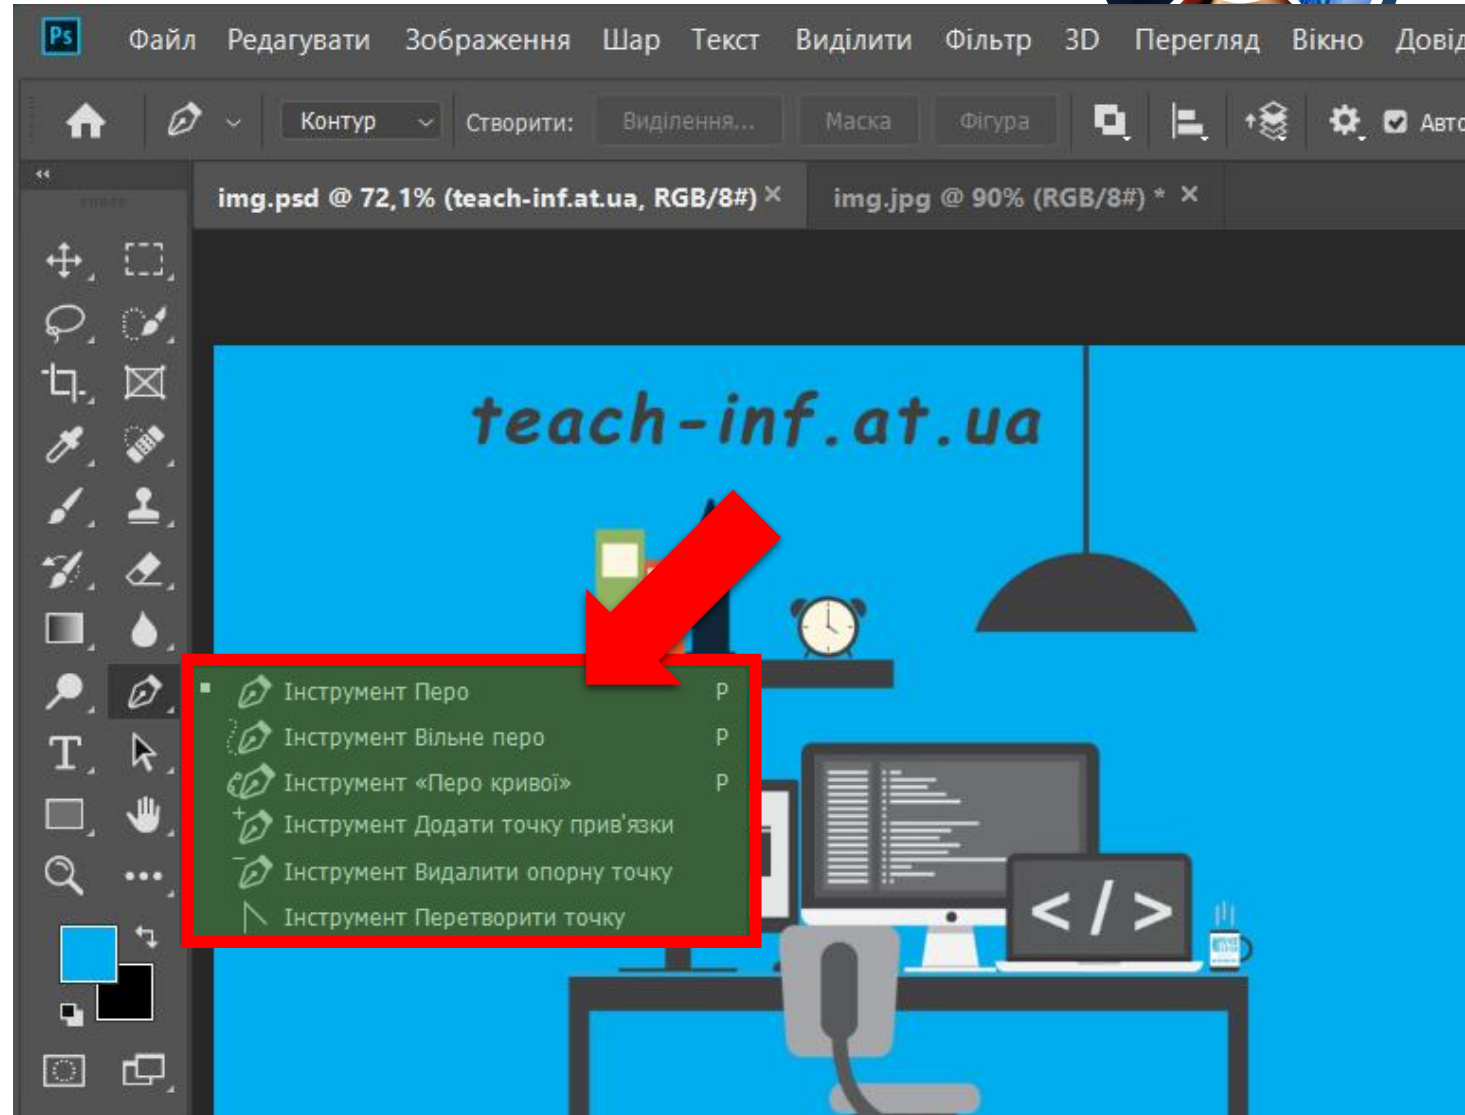 Ps Файл Редагувати Зображення Шар Текст Виділити Фільтр 3D Перегляд Вікно
Контур Створити: Виділення... Маска Фігура
img.psd @ 72,1% (teach-inf.at.ua, RGB/8#) × img.jpg @ 90% (RGB/8#) * ×
teach-inf.at.ua
Інструмент Перо P
Інструмент Вільне перо P
Інструмент «Перо кривої» P
Інструмент Додати точку прив'язки
Інструмент Видалити опорну точку
Інструмент Перетворити точку
</>